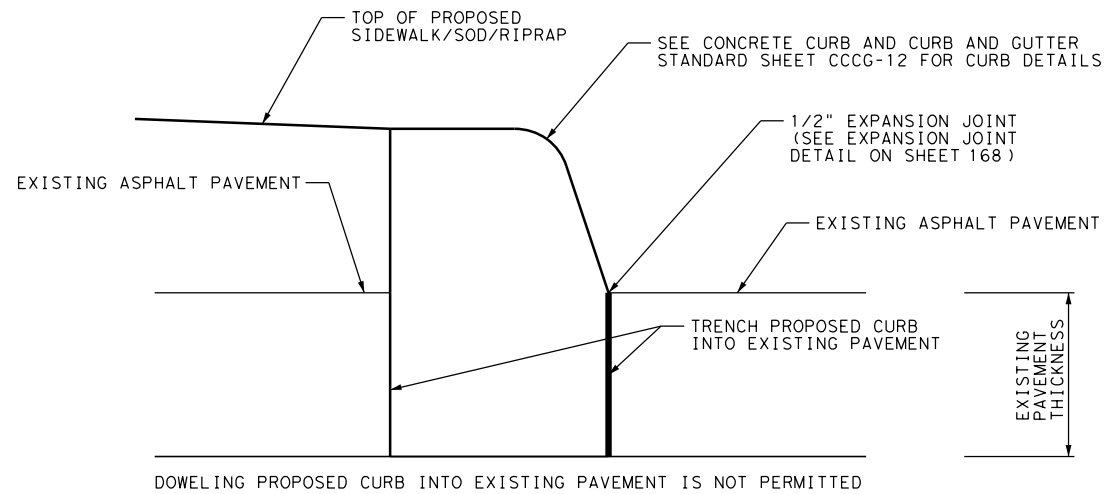 TOP OF PROPOSED
SIDEWALK/SOD/RIPRAP
SEE CONCRETE CURB AND CURB AND GUTTER
STANDARD SHEET CCCG-12 FOR CURB DETAILS
1/2" EXPANSION JOINT
(SEE EXPANSION JOINT
DETAIL ON SHEET 168)
EXISTING ASPHALT PAVEMENT
EXISTING ASPHALT PAVEMENT
TRENCH PROPOSED CURB
INTO EXISTING PAVEMENT
EXISTING
PAVEMENT
THICKNESS
DOWELING PROPOSED CURB INTO EXISTING PAVEMENT IS NOT PERMITTED